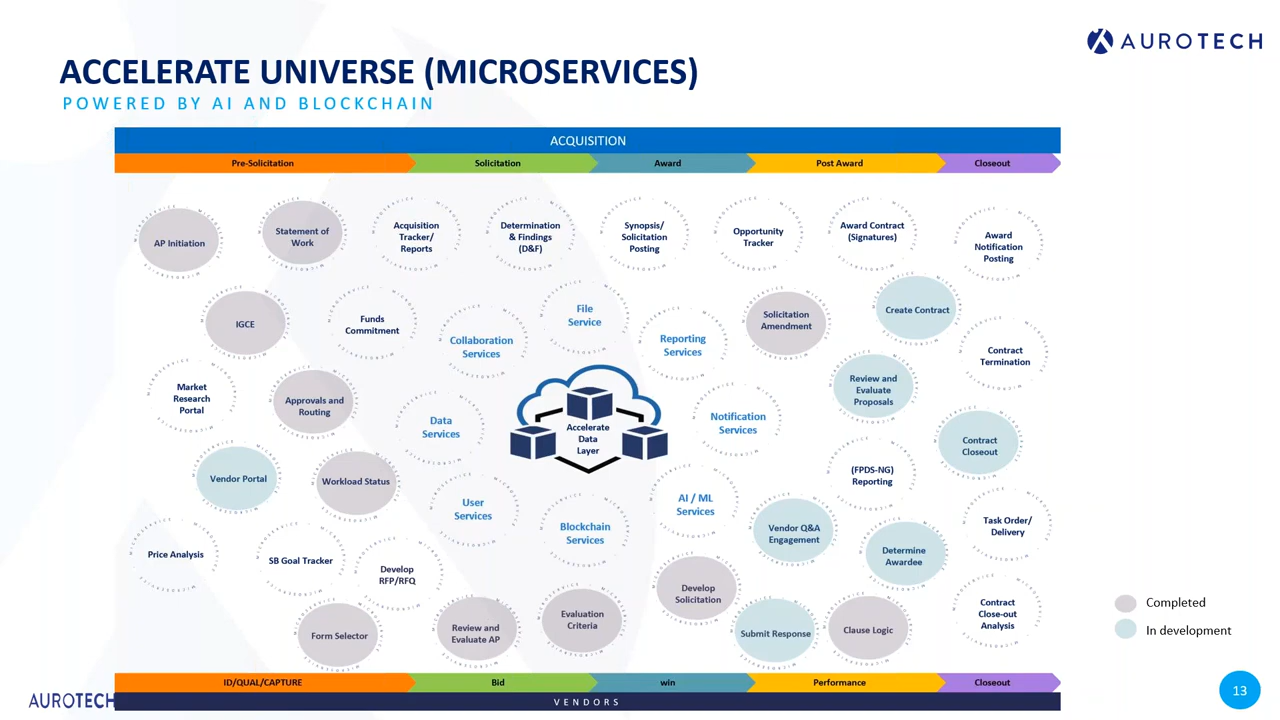 AUROTECH
ACCELERATE UNIVERSE (MICROSERVICES)
POWERED BY AI AND BLOCKCHAIN
ACQUISITION
Pre-Solicitation
Solicitation
Award
Post Award
Closeout
AP Initiation
Statement of
Work
Acquisition
Tracker/
Reports
Determination
& Findings
(D&F)
Synopsis/
Solicitation
Posting
Opportunity
Tracker
Award Contract
(Signatures)
Award
Notification
Posting
IGCE
Funds
Commitment
Collaboration
Services
File
Service
Reporting
Services
Solicitation
Amendment
Create Contract
Contract
Termination
Market
Research
Portal
Approvals and
Routing
Data
Services
Accelerate
Data
Layer
Notification
Services
Review and
Evaluate
Proposals
Contract
Closeout
Vendor Portal
Workload Status
User
Services
Blockchain
Services
AI / ML
Services
(FPDS-NG)
Reporting
Vendor Q&A
Engagement
Determine
Awardee
Task Order/
Delivery
Price Analysis
SB Goal Tracker
Develop
RFP/RFQ
Form Selector
Review and
Evaluate AP
Evaluation
Criteria
Develop
Solicitation
Submit Response
Clause Logic
Contract
Close-out
Analysis
Completed
In development
ID/QUAL/CAPTURE
Bid
win
Performance
Closeout
VENDORS
AUROTECH
13